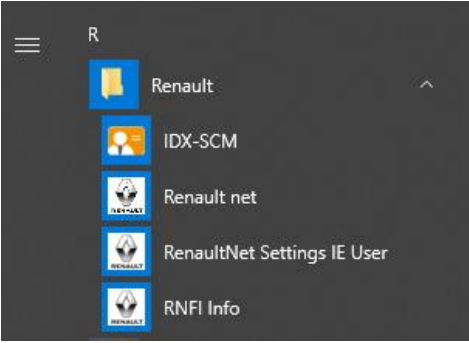 R
Renault
IDX-SCM
Renault net
RenaultNet Settings IE User
RNFI Info